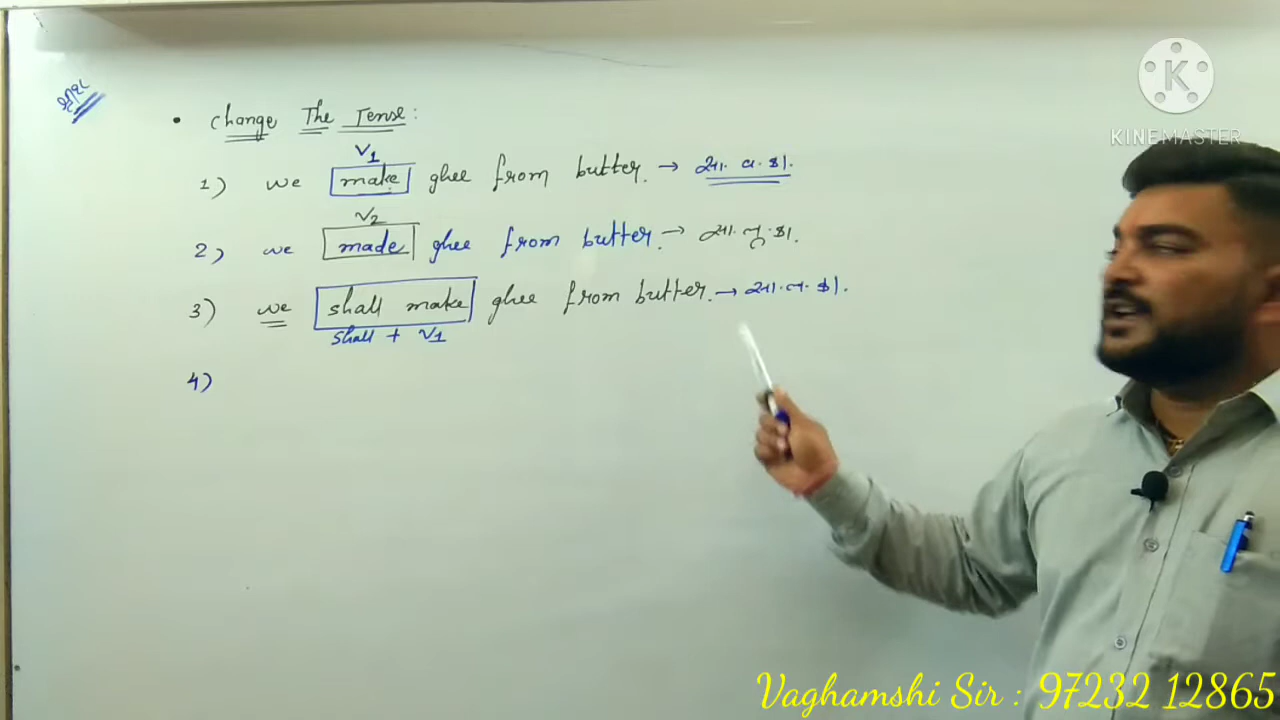 • Change The Tense:
V1
1) we make ghee from butter. → સા. વ. કા.
V2
2) we made ghee from butter. → સા. ભૂ. કા.
3) we shall make ghee from butter. → સા. ભ. કા.
shall + V1
4)
K
KINEMASTER
Vaghamshi Sir : 97232 12865